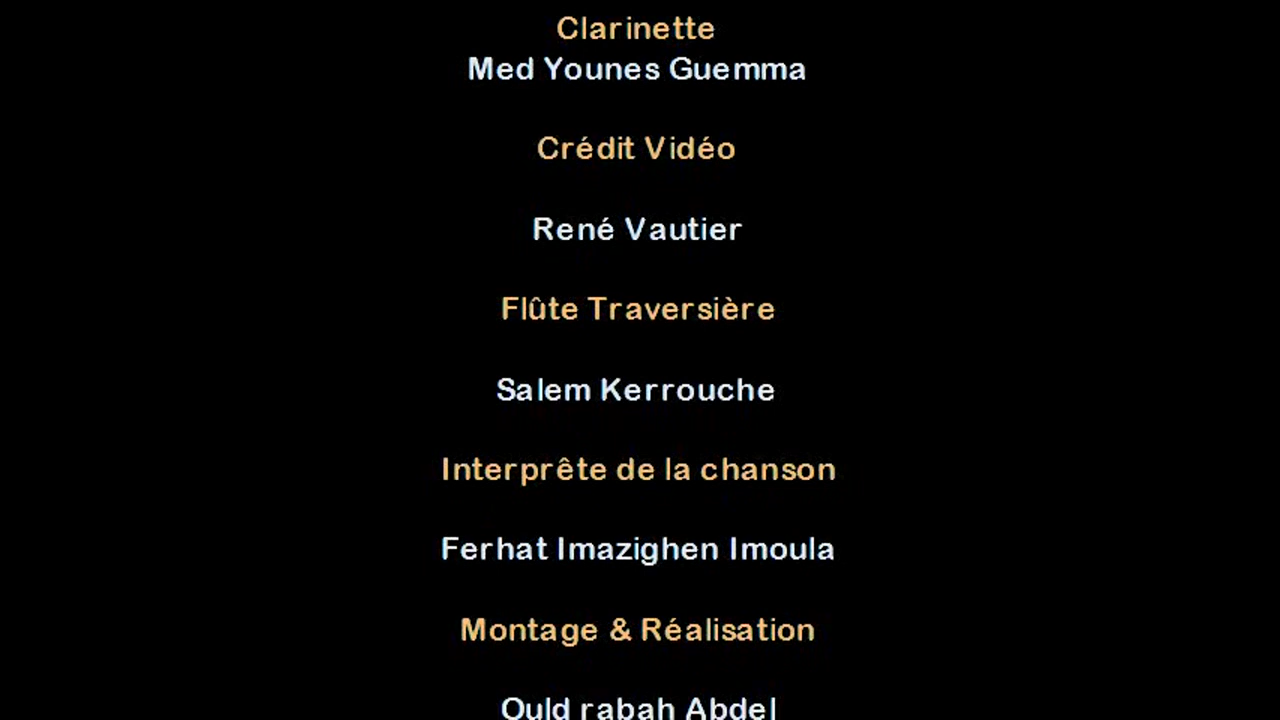 Clarinette
Med Younes Guemma
Crédit Vidéo
René Vautier
Flûte Traversière
Salem Kerrouche
Interprête de la chanson
Ferhat Imazighen Imoula
Montage & Réalisation
Ould rabah Abdel